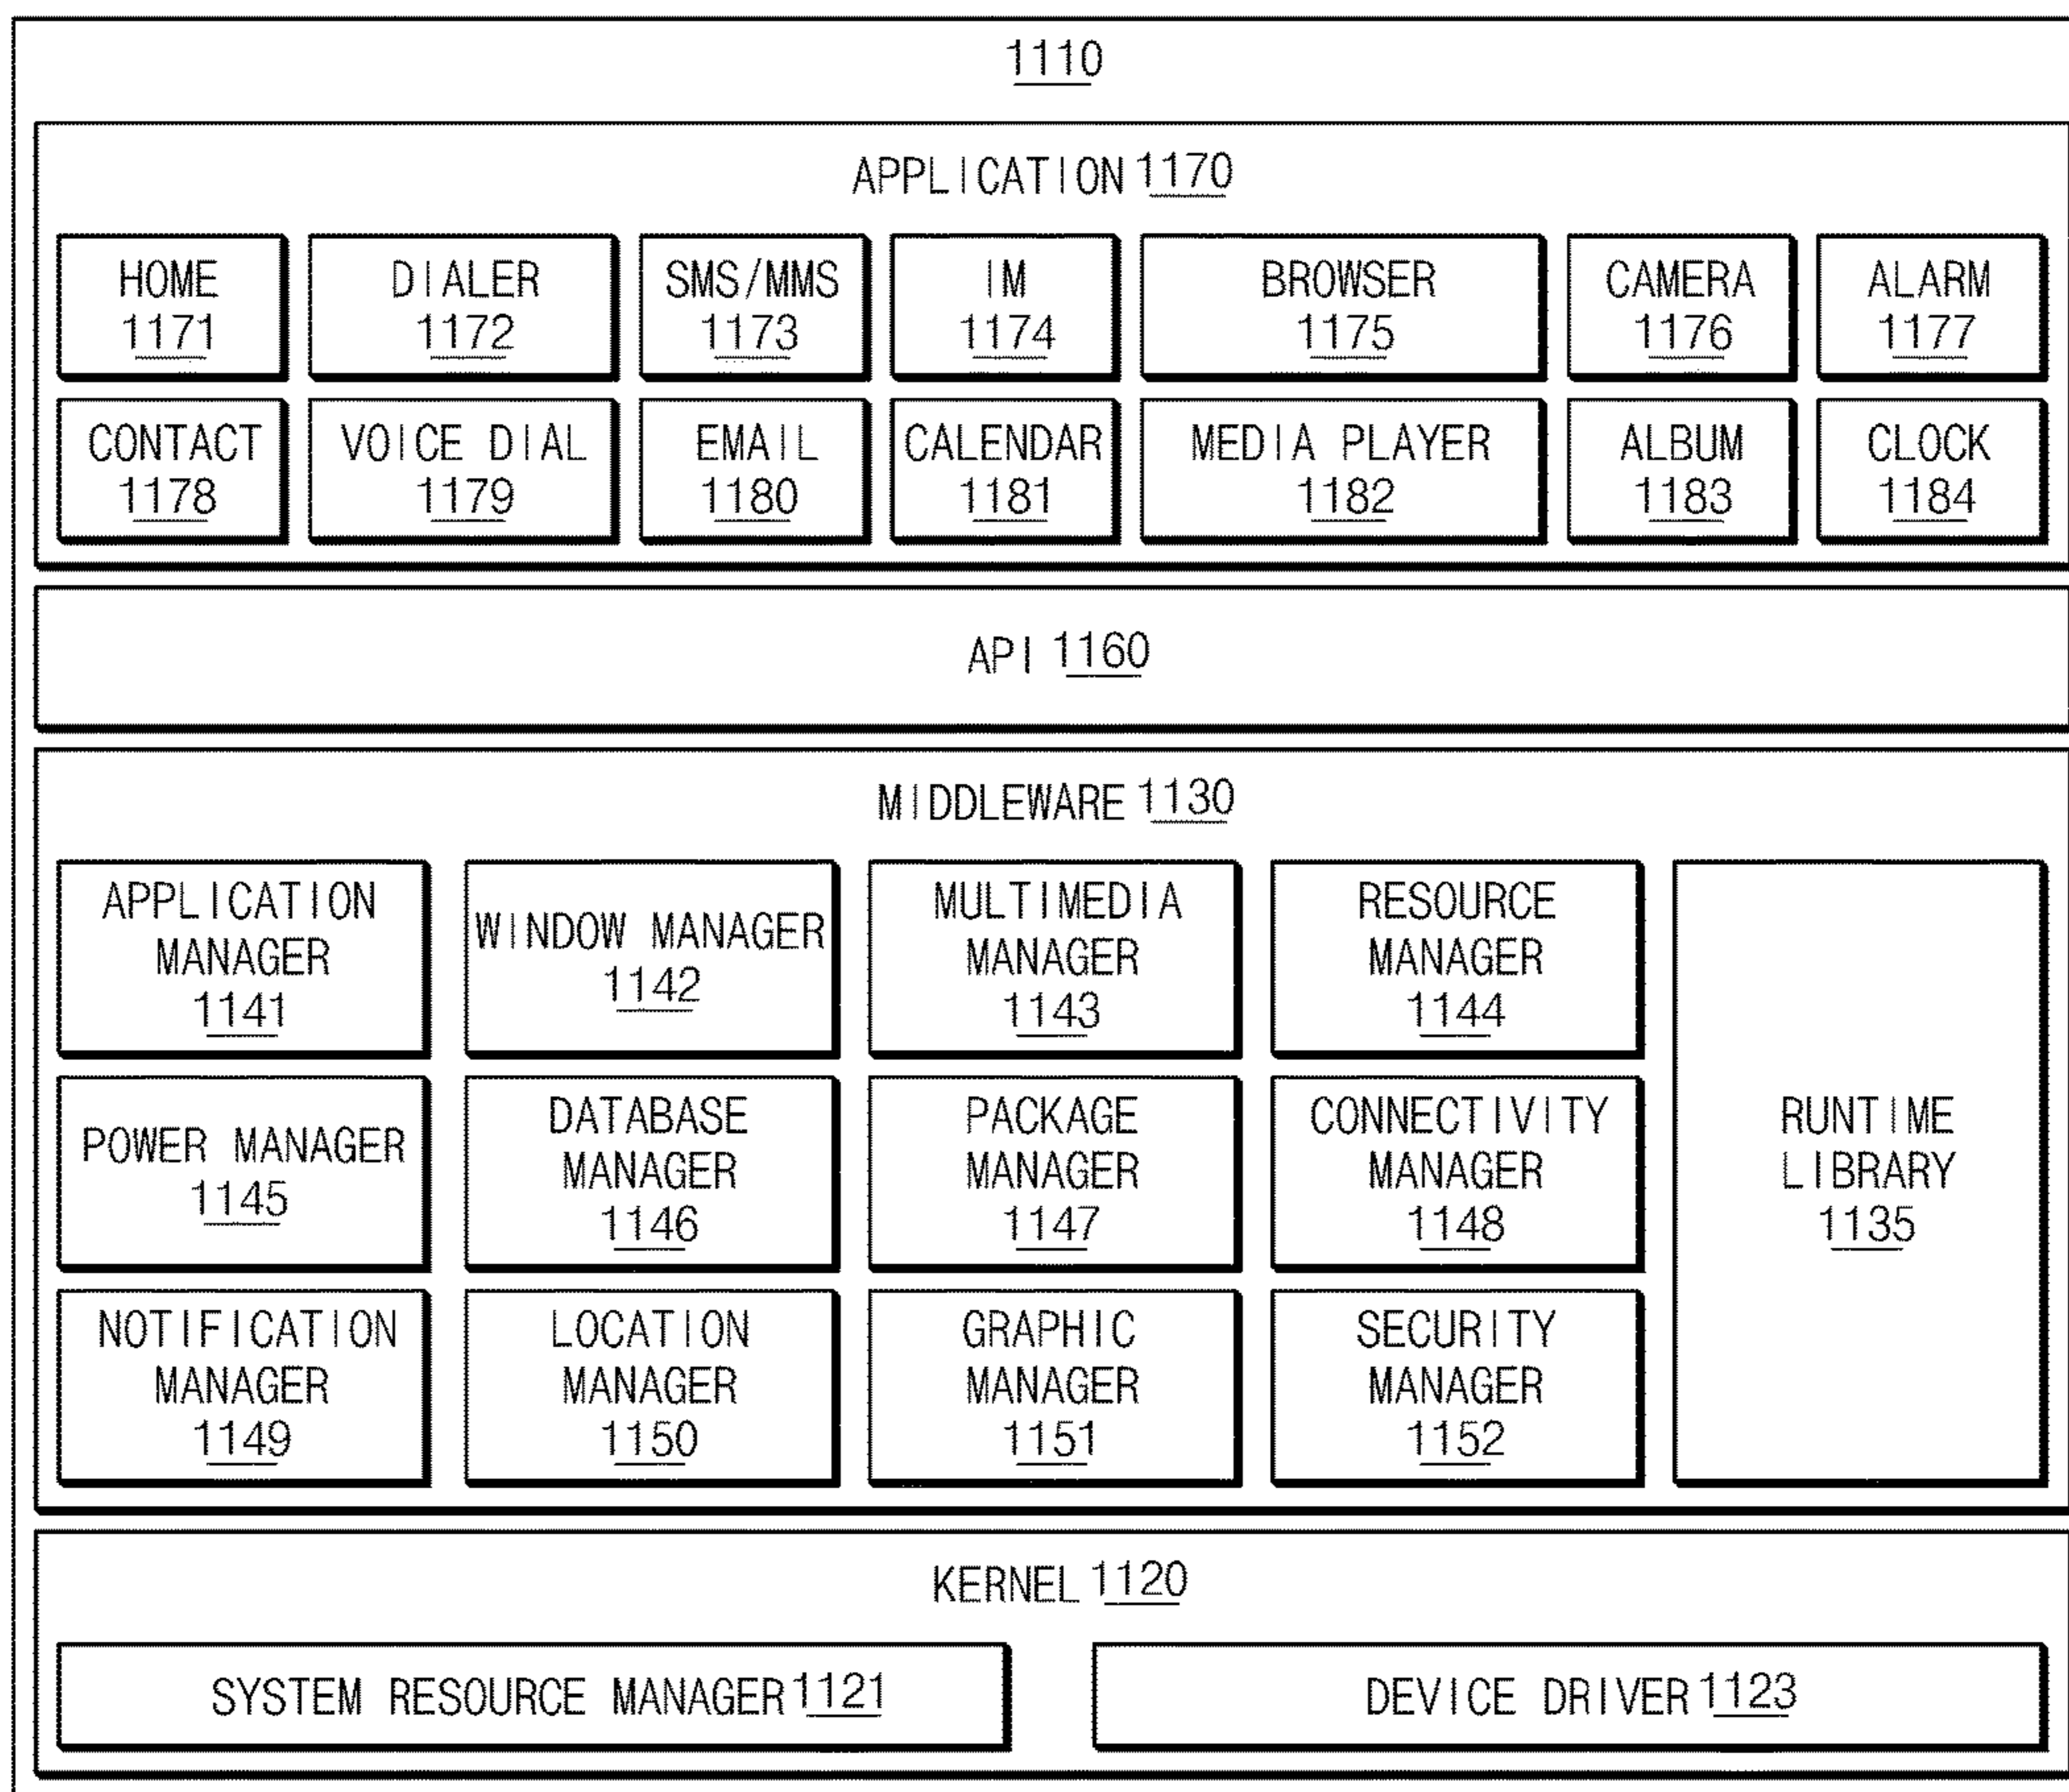 1110
APPLICATION 1170
HOME
1171
DIALER
1172
SMS/MMS
1173
IM
1174
BROWSER
1175
CAMERA
1176
ALARM
1177
CONTACT
1178
VOICE DIAL
1179
EMAIL
1180
CALENDAR
1181
MEDIA PLAYER
1182
ALBUM
1183
CLOCK
1184
API 1160
MIDDLEWARE 1130
APPLICATION
MANAGER
1141
WINDOW MANAGER
1142
MULTIMEDIA
MANAGER
1143
RESOURCE
MANAGER
1144
POWER MANAGER
1145
DATABASE
MANAGER
1146
PACKAGE
MANAGER
1147
CONNECTIVITY
MANAGER
1148
RUNTIME
LIBRARY
1135
NOTIFICATION
MANAGER
1149
LOCATION
MANAGER
1150
GRAPHIC
MANAGER
1151
SECURITY
MANAGER
1152
KERNEL 1120
SYSTEM RESOURCE MANAGER 1121
DEVICE DRIVER 1123